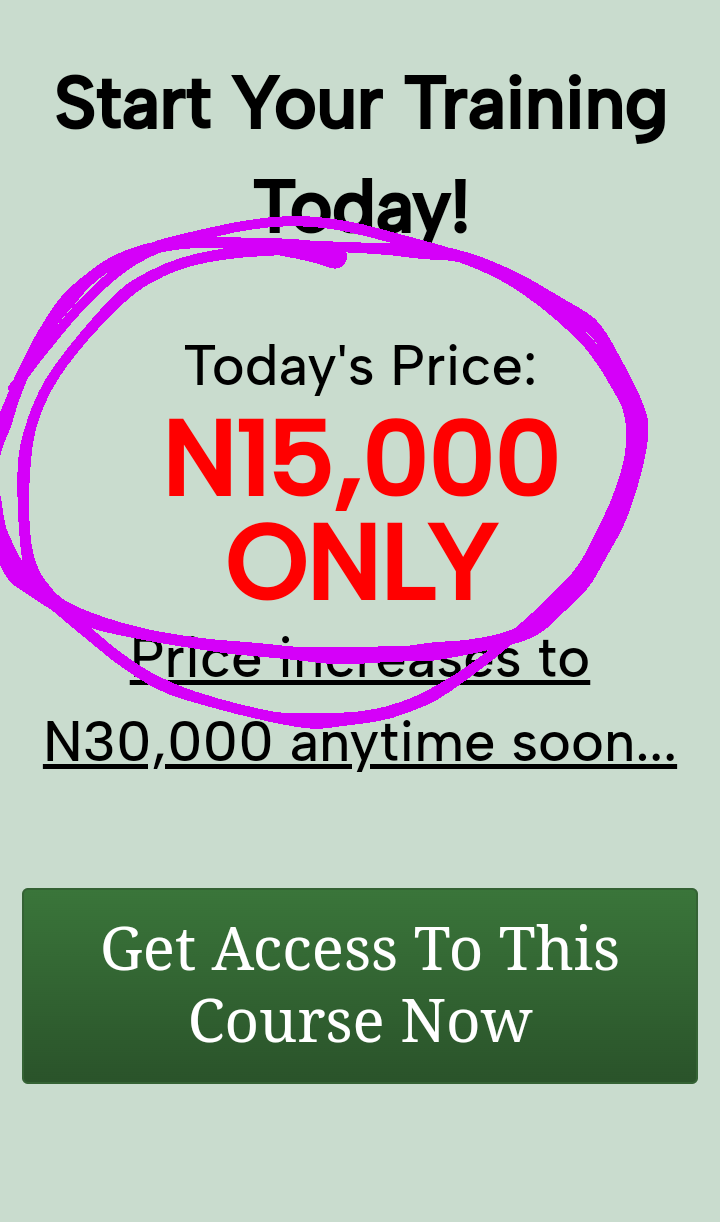 Start Your Training
Today!
Today's Price:
N15,000
ONLY
Price increases to
N30,000 anytime soon...
Get Access To This
Course Now